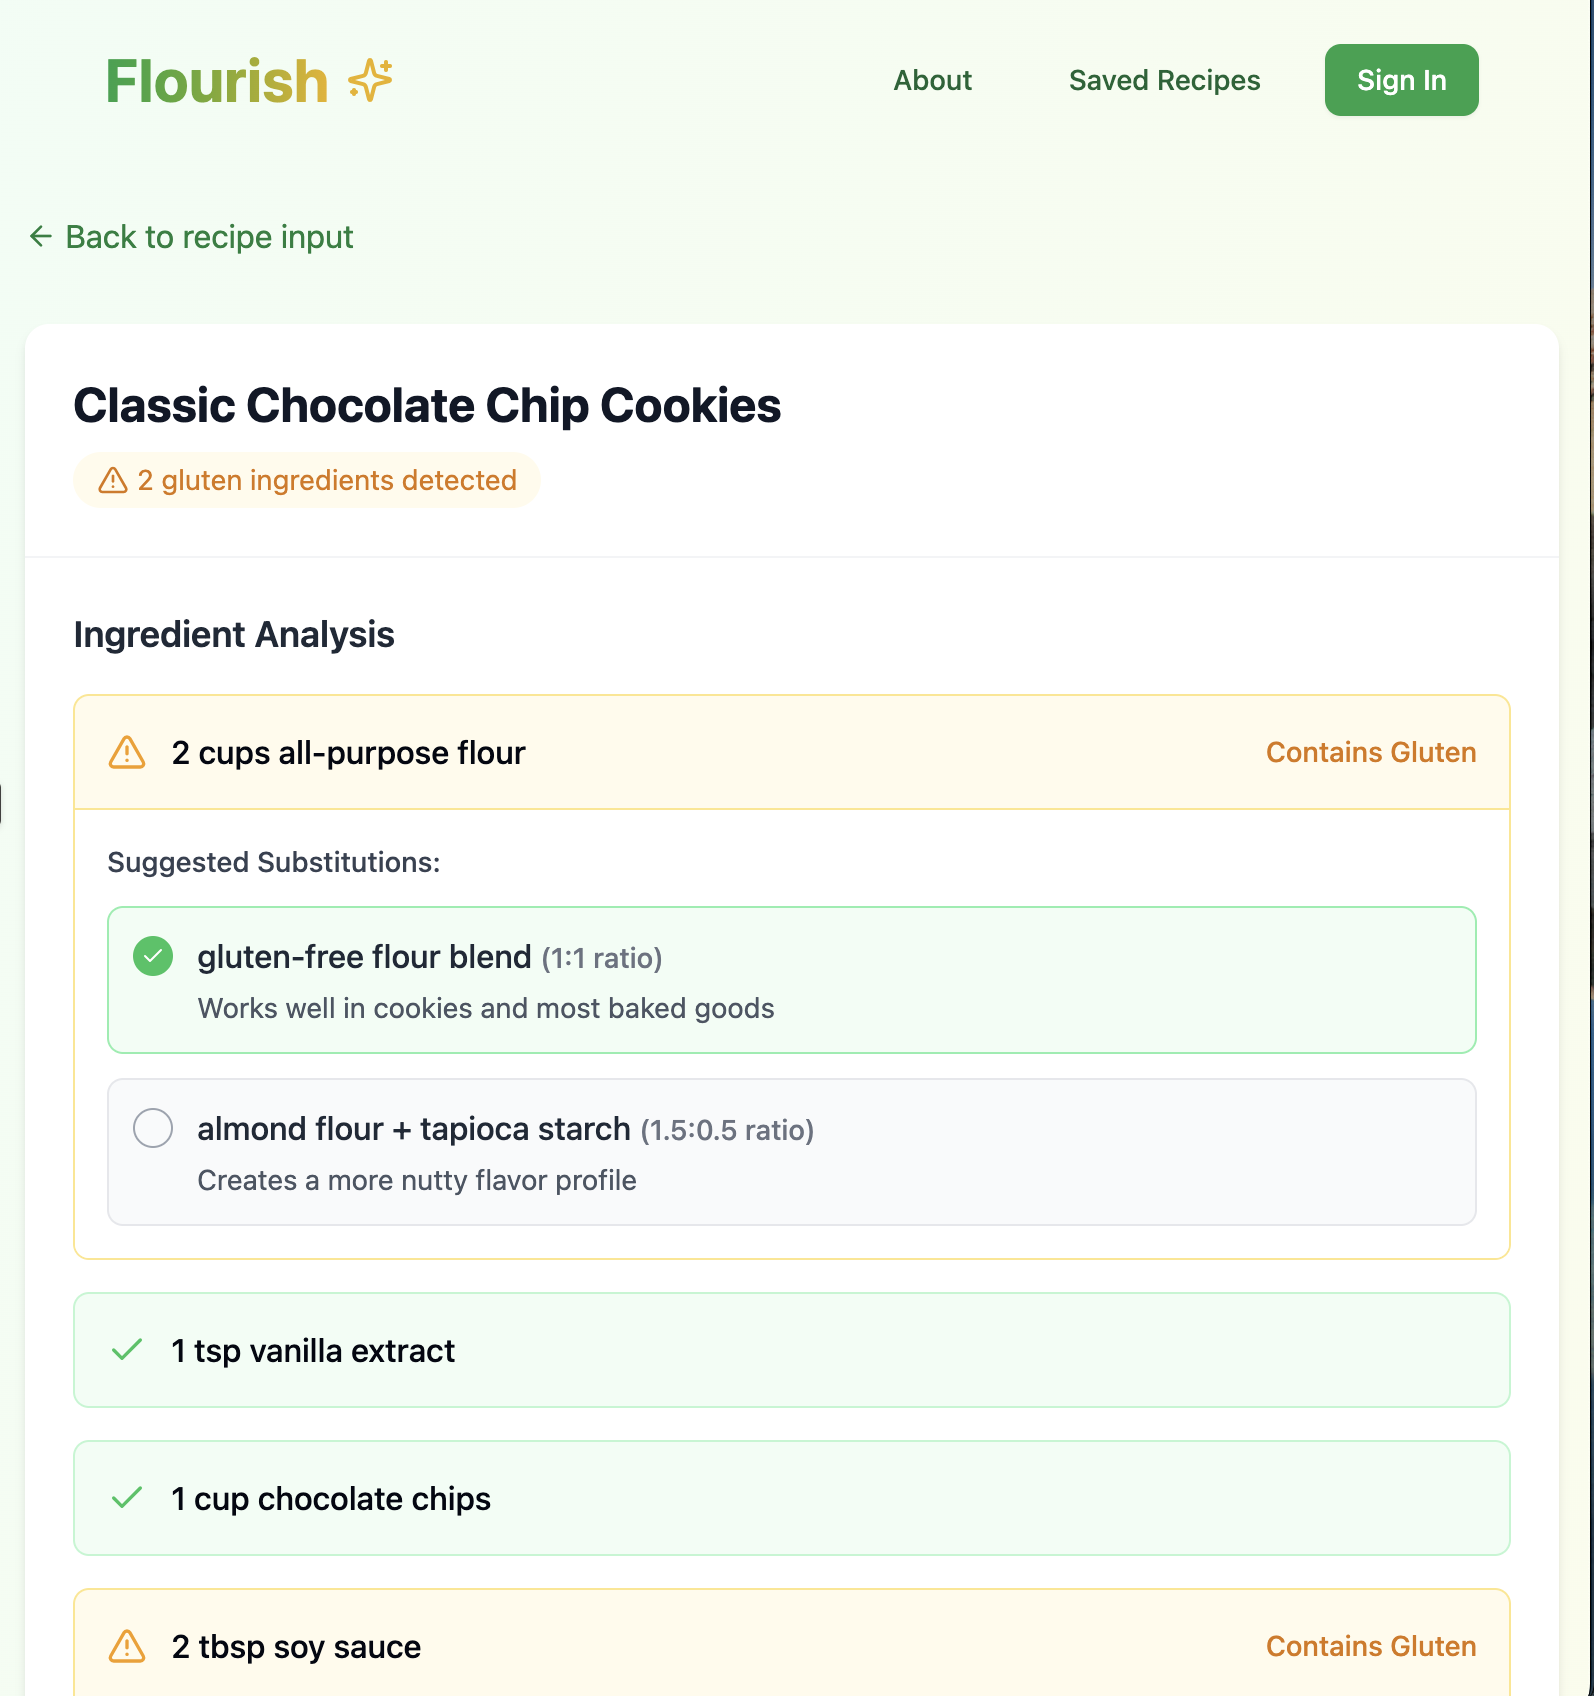 Flourish
About
Saved Recipes
Sign In
← Back to recipe input
Classic Chocolate Chip Cookies
2 gluten ingredients detected
Ingredient Analysis
2 cups all-purpose flour
Contains Gluten
Suggested Substitutions:
gluten-free flour blend (1:1 ratio)
Works well in cookies and most baked goods
almond flour + tapioca starch (1.5:0.5 ratio)
Creates a more nutty flavor profile
1 tsp vanilla extract
1 cup chocolate chips
2 tbsp soy sauce
Contains Gluten